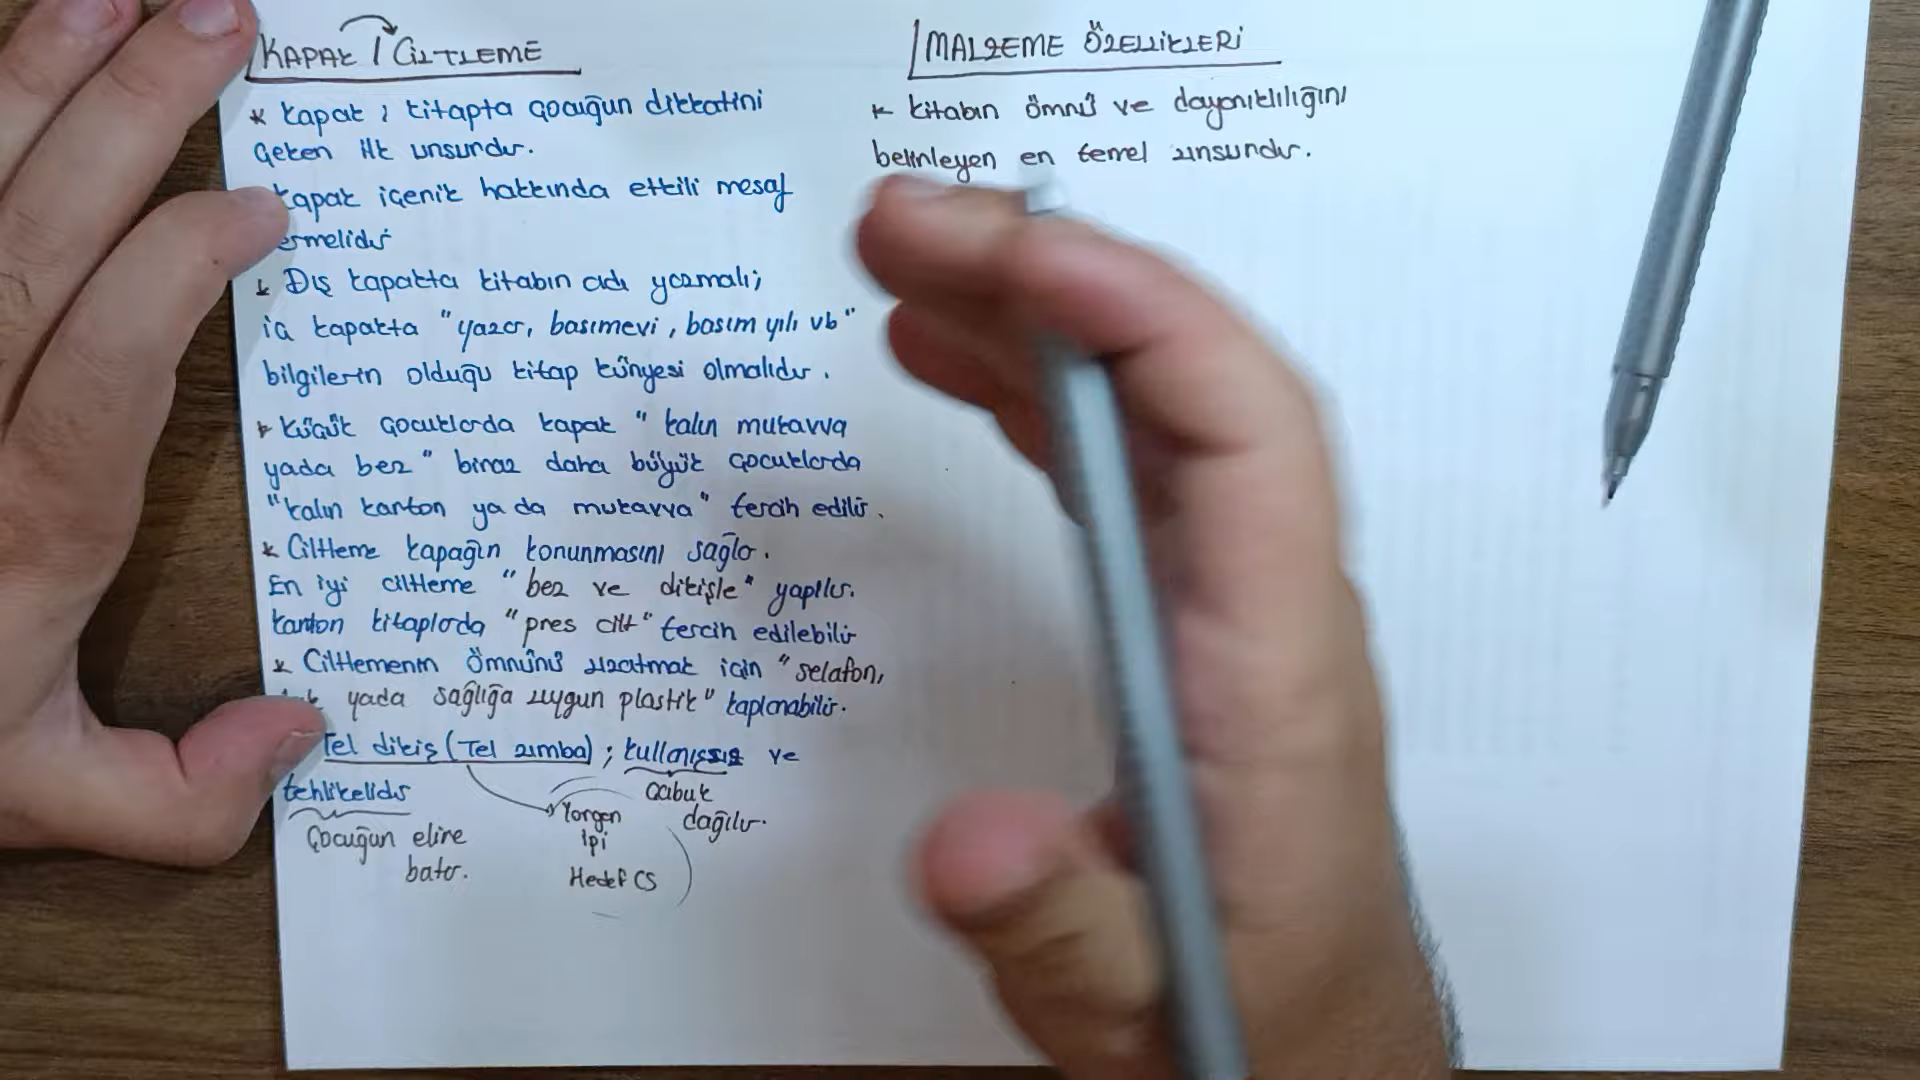 KAPAK / CİLTLEME
* Kapak ; kitapta çocuğun dikkatini
çeken ilk unsurdur.
kapak içerik hakkında etkili mesaj
ermelidir
* Dış kapakta kitabın adı yazmalı;
iç kapakta "yazar, basımevi, basım yılı vb"
bilgilerin olduğu kitap künyesi olmalıdır.
* Küçük çocuklarda kapak "kalın mukavva
yada bez" biraz daha büyük çocuklarda
"kalın karton ya da mukavva" tercih edilir.
* Ciltleme kapağın korunmasını sağlar.
En iyi ciltleme "bez ve dikişle" yapılır.
karton kitaplarda "pres cilt" tercih edilebilir
* Ciltlemenin ömrünü uzatmak için "selafon,
yada sağlığa uygun plastik" kaplanabilir.
Tel dikiş (Tel zımba) ; kullanışsız ve
tehlikelidir
çabuk
dağılır.
Yorgan
ipi
Hedef CS
Çocuğun eline
batar.
MALZEME ÖZELLİKLERİ
* Kitabın ömrü ve dayanıklılığını
belirleyen en temel unsurdur.